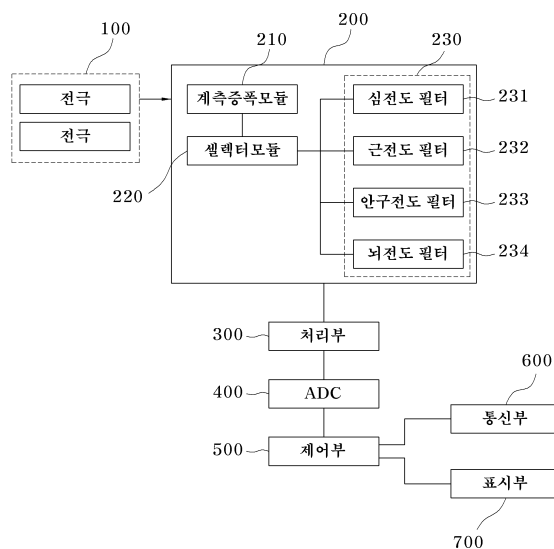 100
210
200
230
전극
전극
계측증폭모듈
셀렉터모듈
220
심전도 필터
231
근전도 필터
232
안구전도 필터
233
뇌전도 필터
234
300
처리부
400
ADC
500
제어부
600
통신부
표시부
700